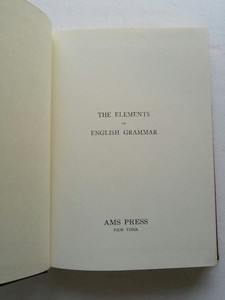 THE ELEMENTS
OF
ENGLISH GRAMMAR
AMS PRESS
NEW YORK